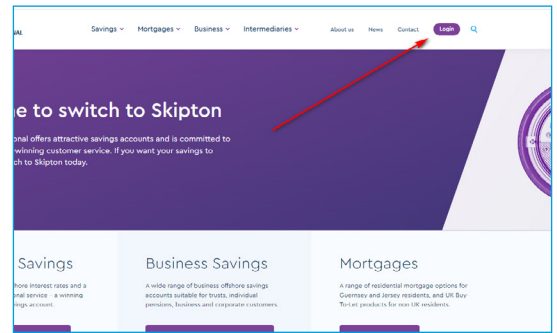 NAL
Savings
Mortgages
Business
Intermediaries
About us
News
Contact
Login
e to switch to Skipton
onal offers attractive savings accounts and is committed to
winning customer service. If you want your savings to
ch to Skipton today.
Savings
hore interest rates and a
onal service - a winning
ings account.
Business Savings
A wide range of business offshore savings
accounts suitable for trusts, individual
pensions, business and corporate customers.
Mortgages
A range of residential mortgage options for
Guernsey and Jersey residents, and UK Buy-
To-Let products for non UK residents.